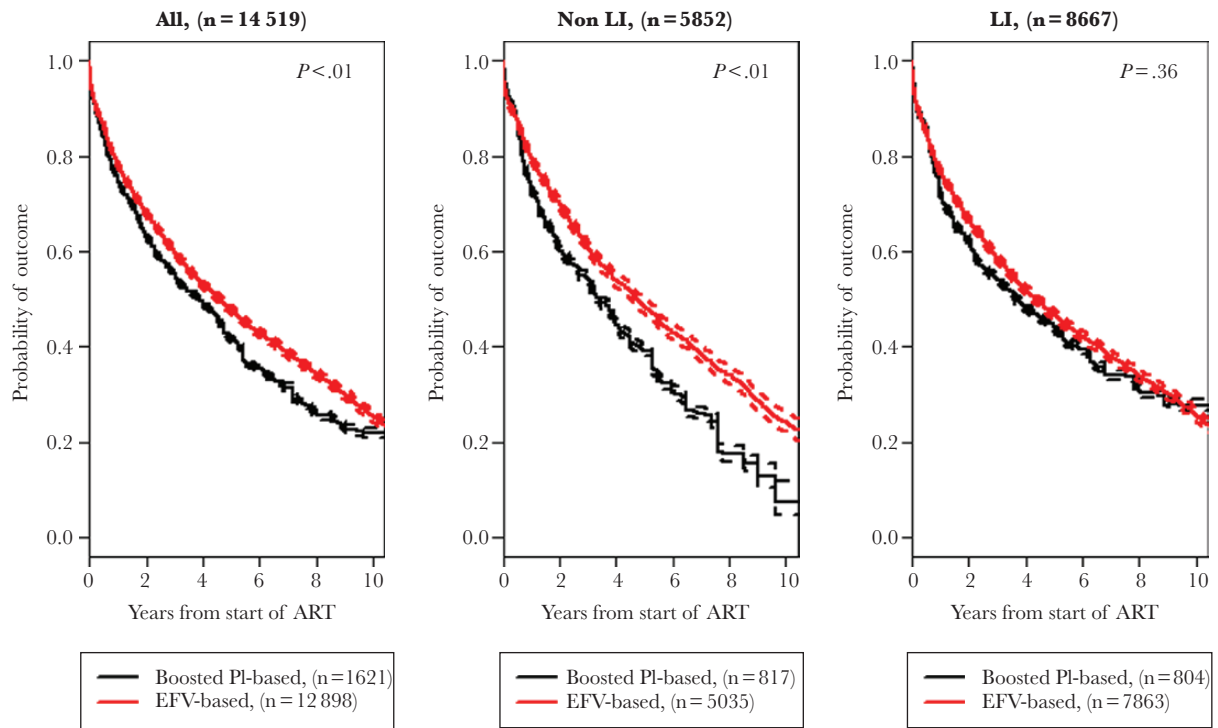 All, (n = 14 519)
P<.01
Probability of outcome
1.0
0.8
0.6
0.4
0.2
0.0
0 2 4 6 8 10
Years from start of ART
Boosted Pl-based, (n=1621)
EFV-based, (n=12 898)
Non LI, (n=5852)
P<.01
Probability of outcome
1.0
0.8
0.6
0.4
0.2
0.0
0 2 4 6 8 10
Years from start of ART
Boosted Pl-based, (n=817)
EFV-based, (n=5035)
LI, (n=8667)
P=.36
Probability of outcome
1.0
0.8
0.6
0.4
0.2
0.0
0 2 4 6 8 10
Years from start of ART
Boosted Pl-based, (n=804)
EFV-based, (n=7863)